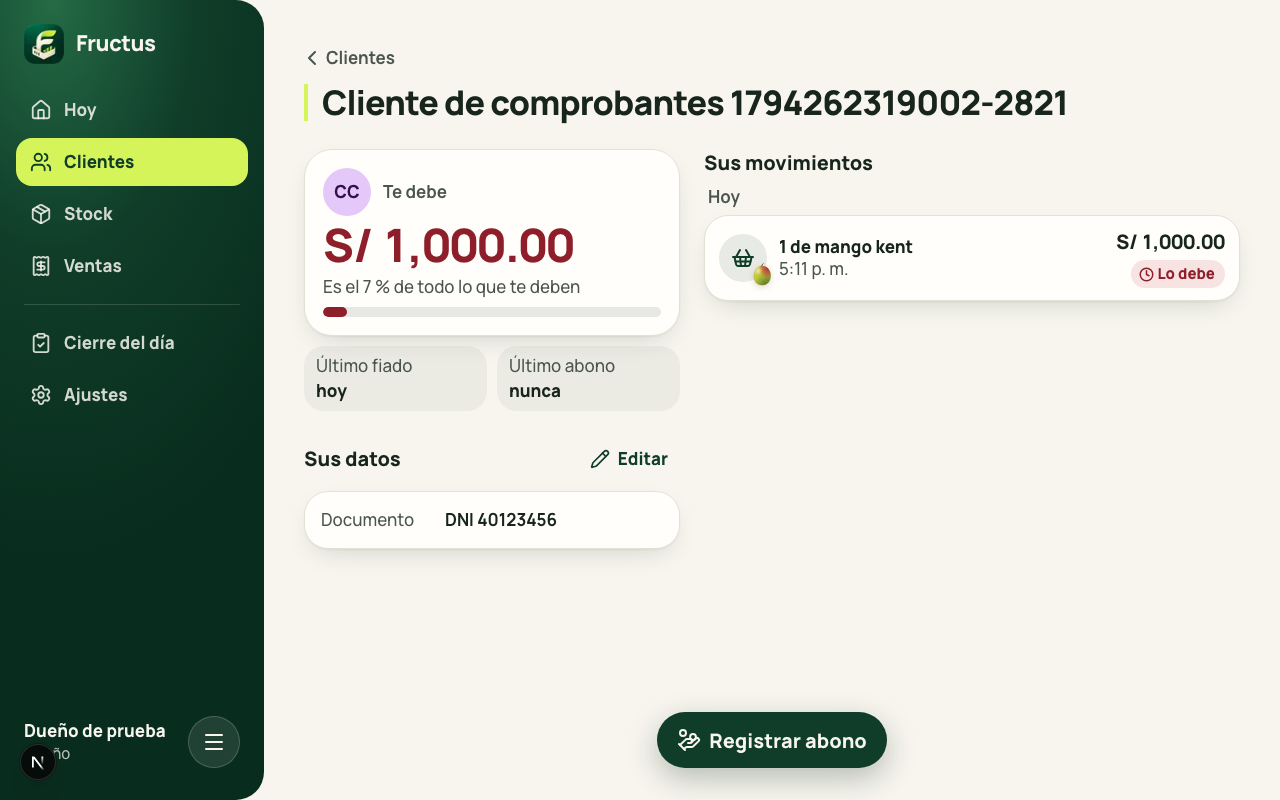 Fructus
Hoy
Clientes
Stock
Ventas
Cierre del día
Ajustes
Dueño de prueba
Clientes
Cliente de comprobantes 1794262319002-2821
CC
Te debe
S/ 1,000.00
Es el 7 % de todo lo que te deben
Último fiado
hoy
Último abono
nunca
Sus datos
Editar
Documento
DNI 40123456
Sus movimientos
Hoy
1 de mango kent
5:11 p. m.
S/ 1,000.00
Lo debe
Registrar abono